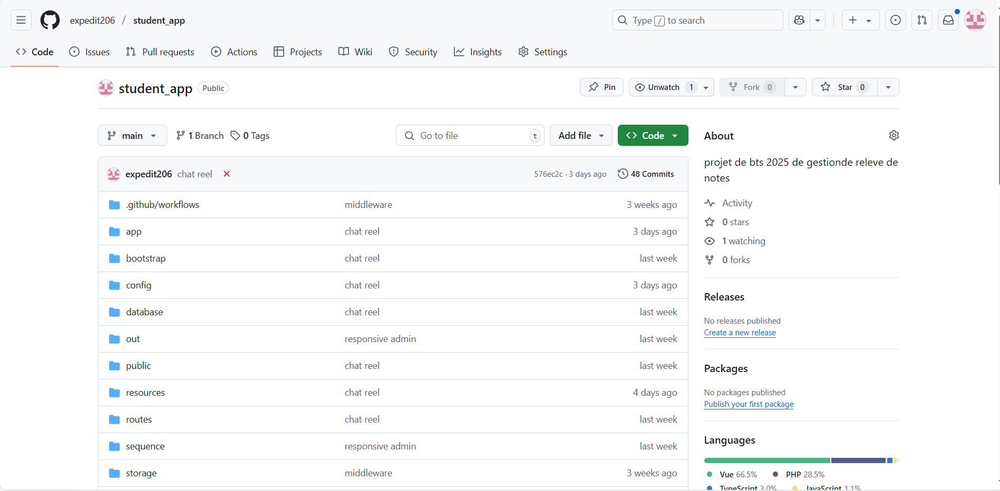 expedit206 / student_app
Type / to search
Code
Issues
Pull requests
Actions
Projects
Wiki
Security
Insights
Settings
student_app Public
Pin
Unwatch 1
Fork 0
Star 0
main
1 Branch
0 Tags
Go to file t
Add file
Code
expedit206 chat reel
576ec2c · 3 days ago
48 Commits
.github/workflows middleware 3 weeks ago
app chat reel 3 days ago
bootstrap chat reel last week
config chat reel 3 days ago
database chat reel last week
out responsive admin last week
public chat reel last week
resources chat reel 4 days ago
routes chat reel last week
sequence responsive admin last week
storage middleware 3 weeks ago
About
projet de bts 2025 de gestionde releve de
notes
Activity
0 stars
1 watching
0 forks
Releases
No releases published
Create a new release
Packages
No packages published
Publish your first package
Languages
Vue 66.5% PHP 28.5%
TypeScript 3.0% JavaScript 1.1%